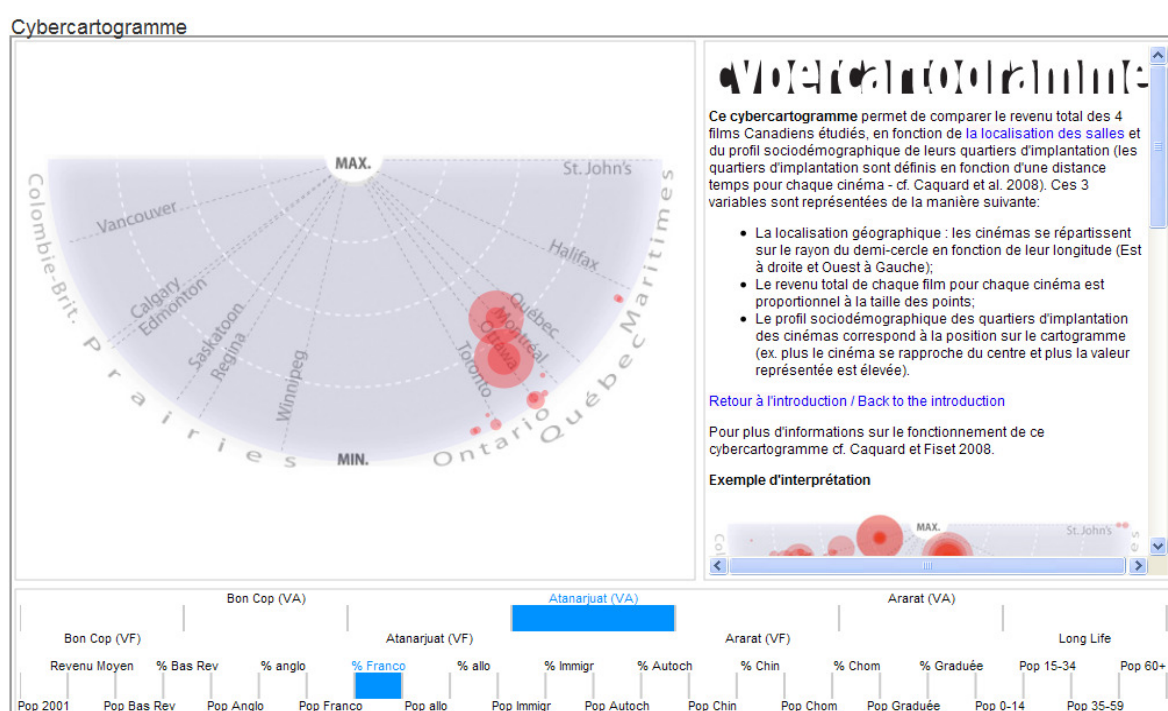 Cybercartogramme
MAX.
St. John's
Vancouver
Halifax
Calgary
Edmonton
Saskatoon
Regina
Winnipeg
Toronto
Ottawa
Montréal
Québec
Colombie-Brit.
Prairies
MIN.
Ontario
Québec
Maritimes
cybercartogramme
Ce cybercartogramme permet de comparer le revenu total des 4
films Canadiens étudiés, en fonction de la localisation des salles et
du profil sociodémographique de leurs quartiers d'implantation (les
quartiers d'implantation sont définis en fonction d'une distance
temps pour chaque cinéma - cf. Caquard et al. 2008). Ces 3
variables sont représentées de la manière suivante:
• La localisation géographique : les cinémas se répartissent
sur le rayon du demi-cercle en fonction de leur longitude (Est
à droite et Ouest à Gauche);
• Le revenu total de chaque film pour chaque cinéma est
proportionnel à la taille des points;
• Le profil sociodémographique des quartiers d'implantation
des cinémas correspond à la position sur le cartogramme
(ex. plus le cinéma se rapproche du centre et plus la valeur
représentée est élevée).
Retour à l'introduction / Back to the introduction
Pour plus d'informations sur le fonctionnement de ce
cybercartogramme cf. Caquard et Fiset 2008.
Exemple d'interprétation
MAX.
St. John's
Bon Cop (VA) Atanarjuat (VA) Ararat (VA)
Bon Cop (VF) Atanarjuat (VF) Ararat (VF) Long Life
Revenu Moyen % Bas Rev % anglo % Franco % allo % Immigr % Autoch % Chin % Chom % Graduée Pop 15-34 Pop 60+
Pop 2001 Pop Bas Rev Pop Anglo Pop Franco Pop allo Pop Immigr Pop Autoch Pop Chin Pop Chom Pop Graduée Pop 0-14 Pop 35-59